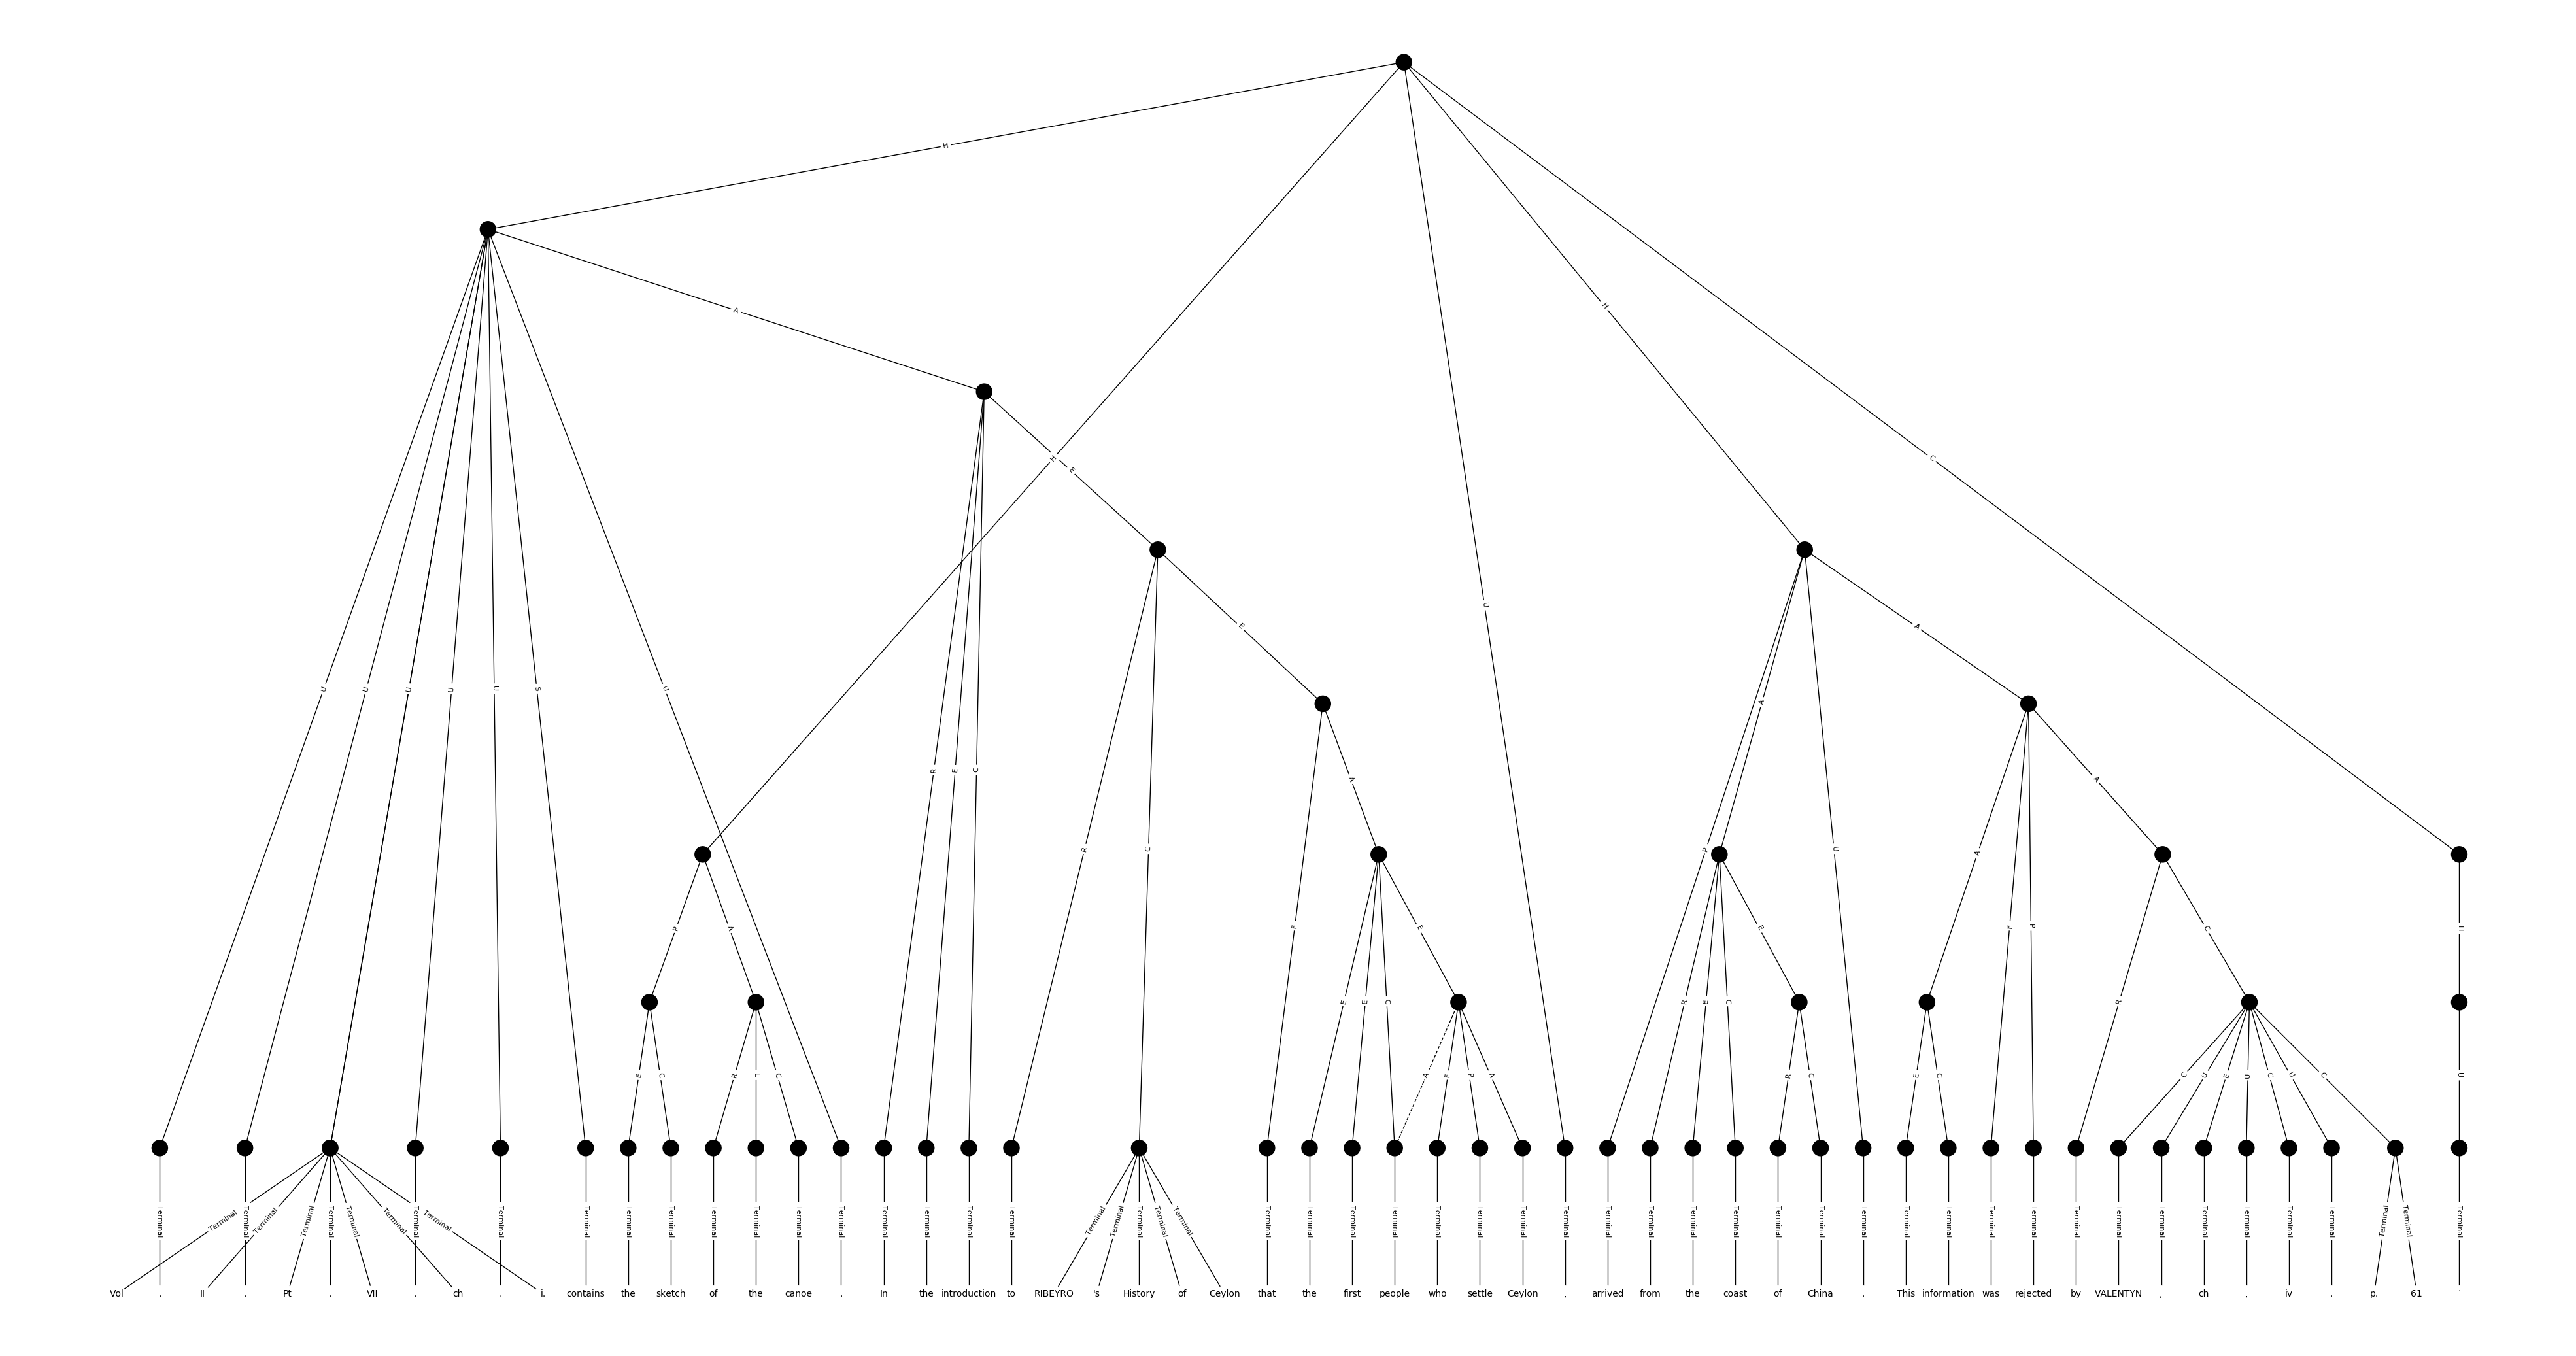 H
H
A
H
C
H
E
U
E
A
U
U
U
U
U
S
U
A
R
E
C
A
R
C
P
U
P
A
F
A
E
E
A
F
P
C
H
R
E
E
C
E
R
E
C
E
C
R
E
C
A
F
P
A
R
C
E
C
C
U
E
U
C
U
C
U
Terminal Terminal Terminal Terminal Terminal Terminal Terminal Terminal Terminal Terminal Terminal Terminal Terminal Terminal Terminal Terminal Terminal Terminal Terminal Terminal Terminal Terminal Terminal Terminal Terminal Terminal Terminal Terminal Terminal Terminal Terminal Terminal Terminal Terminal Terminal Terminal Terminal Terminal Terminal Terminal Terminal Terminal Terminal Terminal Terminal Terminal Terminal Terminal Terminal Terminal Terminal Terminal Terminal Terminal Terminal Terminal
Vol . II . Pt . VII . ch . i. contains the sketch of the canoe . In the introduction to RIBEYRO 's History of Ceylon that the first people who settle Ceylon , arrived from the coast of China . This information was rejected by VALENTYN , ch , iv . p. 61 '